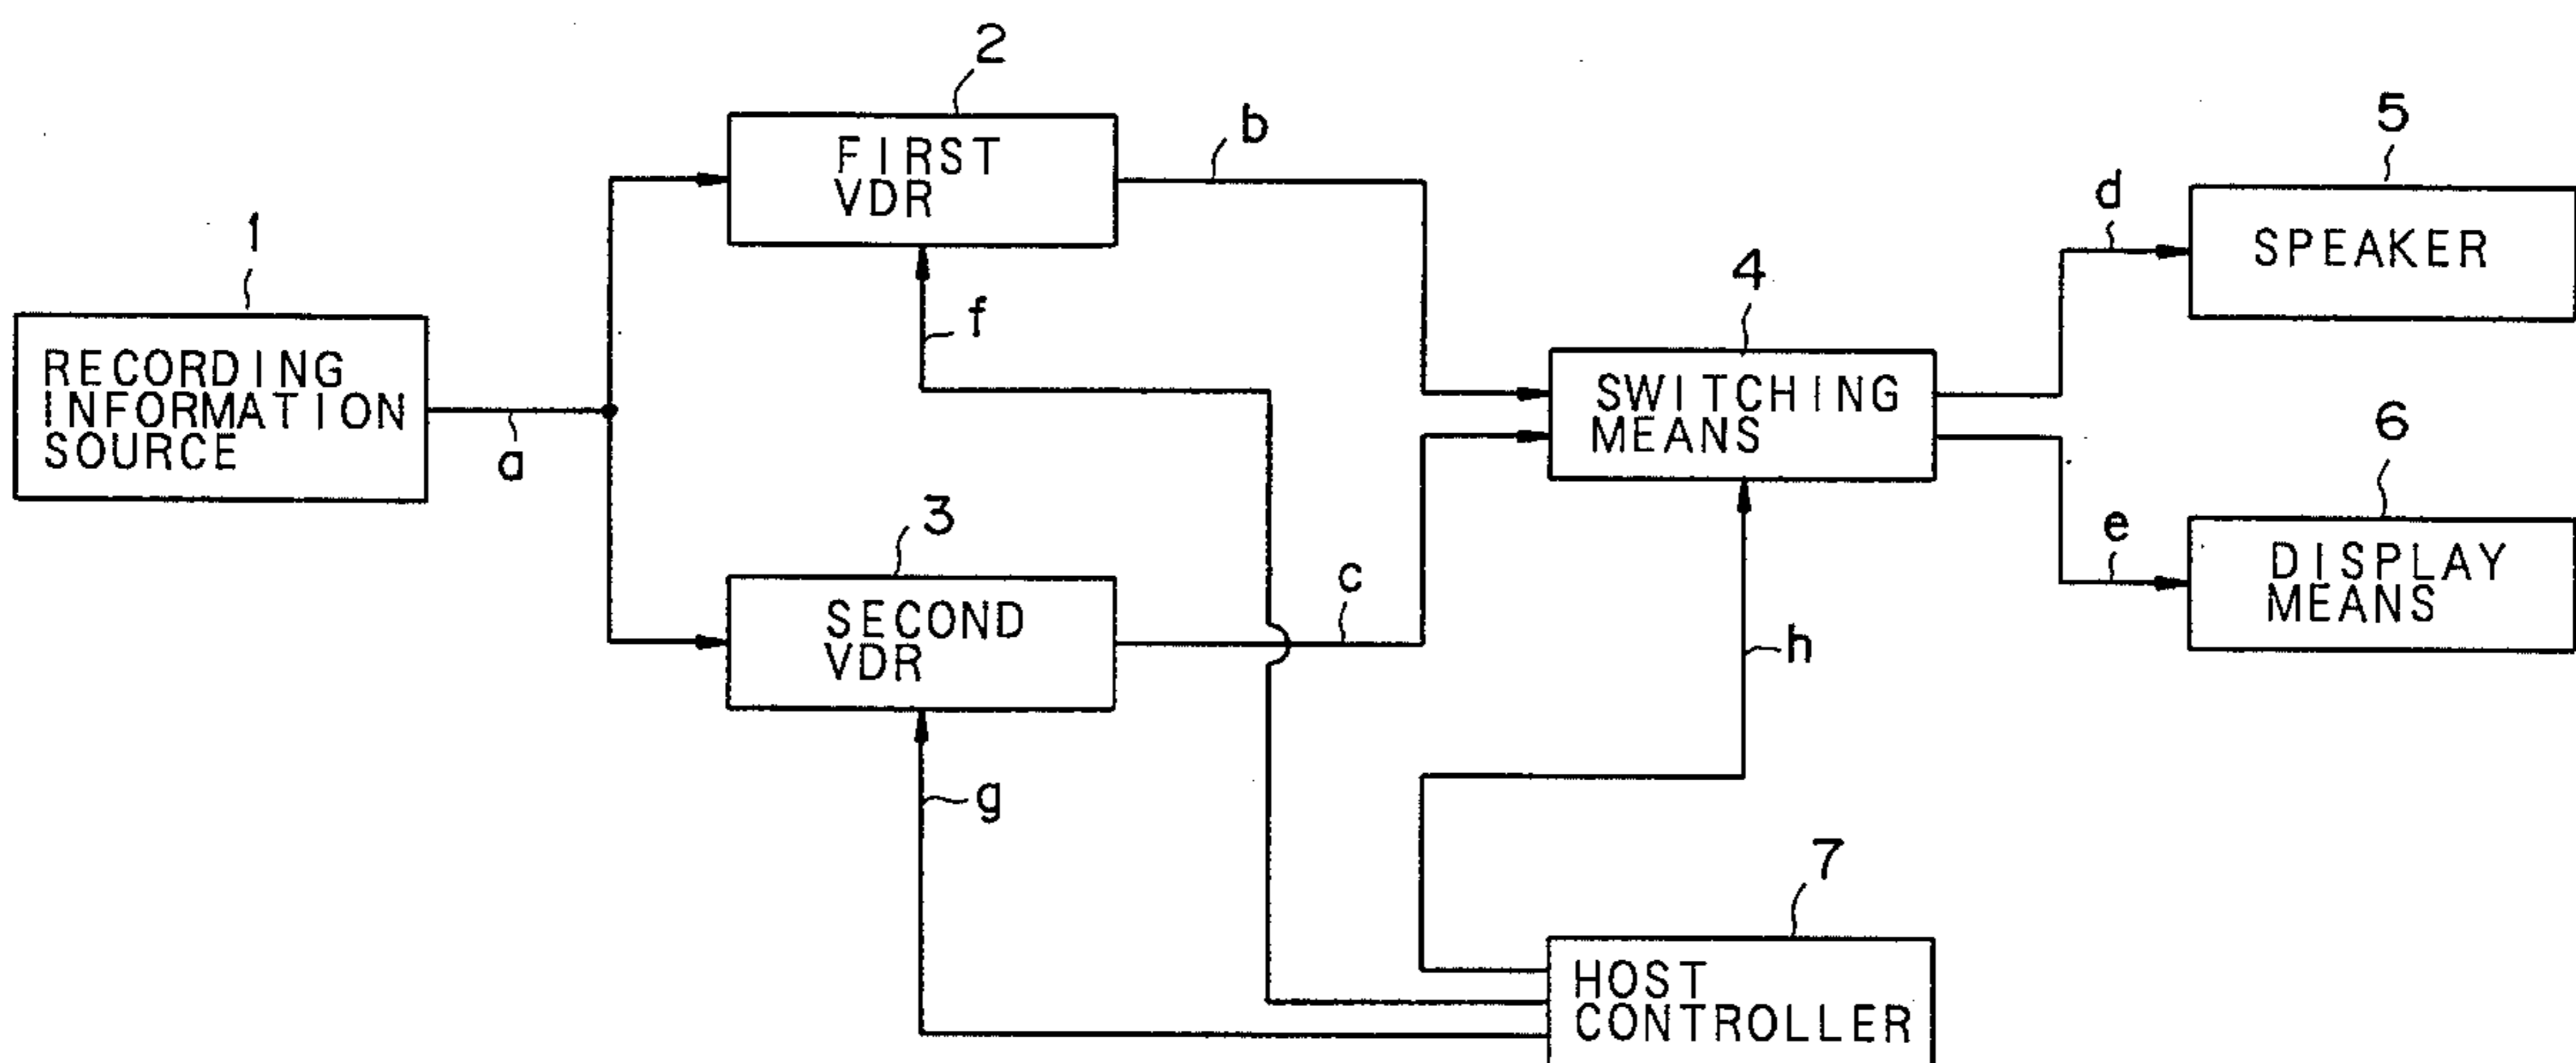 2
FIRST
VDR
b
5
d
SPEAKER
1
RECORDING
INFORMATION
SOURCE
a
f
4
SWITCHING
MEANS
6
e
DISPLAY
MEANS
3
SECOND
VDR
c
h
g
7
HOST
CONTROLLER